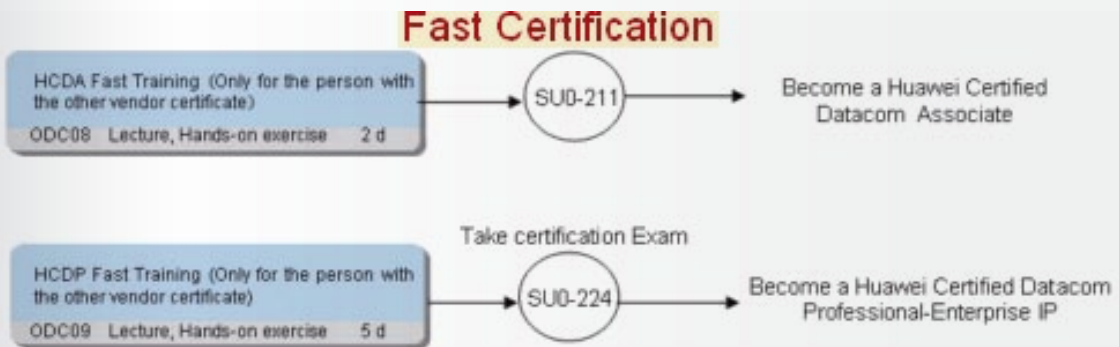 Fast Certification
HCDA Fast Training (Only for the person with
the other vendor certificate)
ODC08 Lecture, Hands-on exercise 2 d
SU0-211
Become a Huawei Certified
Datacom Associate
Take certification Exam
HCDP Fast Training (Only for the person with
the other vendor certificate)
ODC09 Lecture, Hands-on exercise 5 d
SU0-224
Become a Huawei Certified Datacom
Professional-Enterprise IP